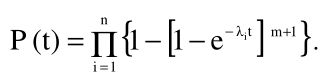 P (t) = ∏_{i=1}^{n} {1 – [1 – e^{–λ_i t}]^{m+1}}.